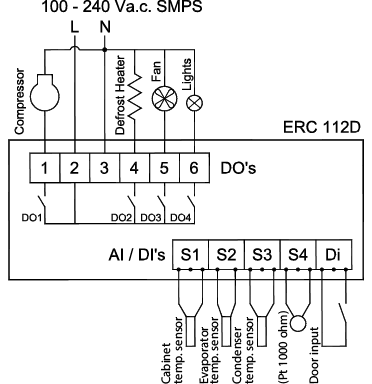 100 - 240 Va.c. SMPS
L N
Compressor
Defrost Heater
Fan
Lights
ERC 112D
1 2 3 4 5 6 DO's
DO1 DO2 DO3 DO4
AI / DI's S1 S2 S3 S4 Di
Cabinet
temp. sensor
Evaporator
temp. sensor
Condenser
temp. sensor
(Pt 1000 ohm)
Door input